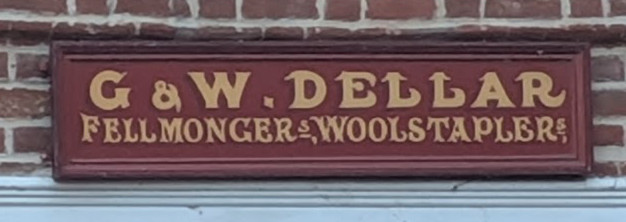 G & W. DELLAR
FELLMONGERS, WOOLSTAPLERS,